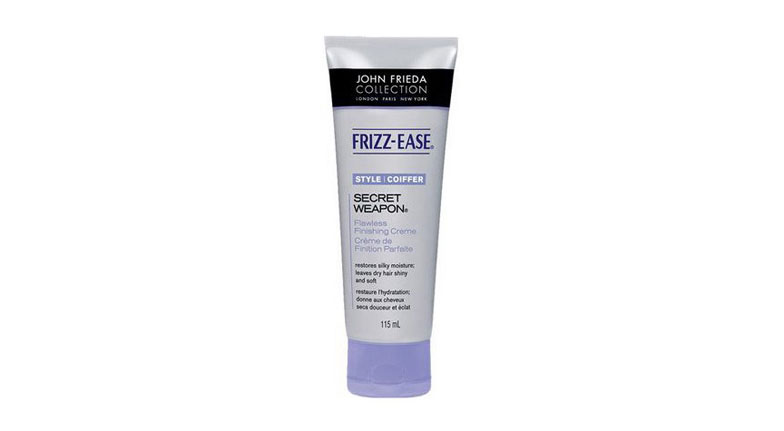 JOHN FRIEDA
COLLECTION
LONDON PARIS NEW YORK
FRIZZ-EASE®
STYLE | COIFFER
SECRET
WEAPON®
Flawless
Finishing Creme
Crème de
Finition Parfaite
restores silky moisture;
leaves dry hair shiny
and soft
restaure l'hydratation;
donne aux cheveux
secs douceur et éclat
115 mL